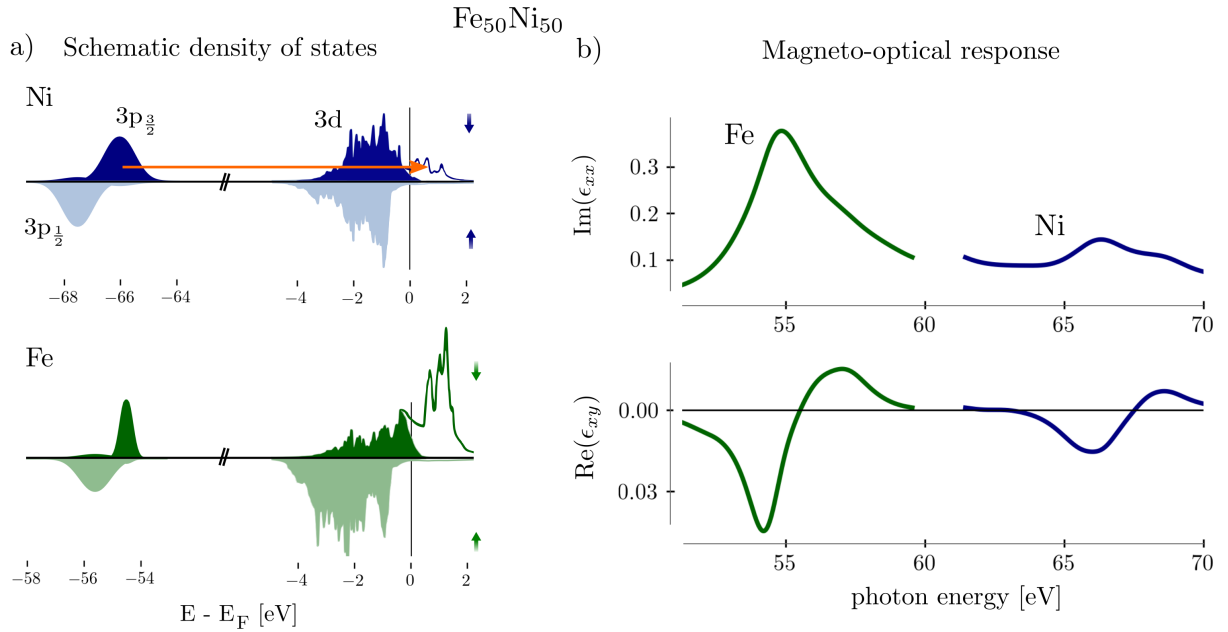 Fe50Ni50
a) Schematic density of states
Ni
3p3/2
3d
3p1/2
−68 −66 −64 −4 −2 0 2
Fe
−58 −56 −54 −4 −2 0 2
E - EF [eV]
b) Magneto-optical response
Im(ϵxx)
0.3
0.2
0.1
Fe
Ni
55 60 65 70
Re(ϵxy)
0.00
0.03
55 60 65 70
photon energy [eV]